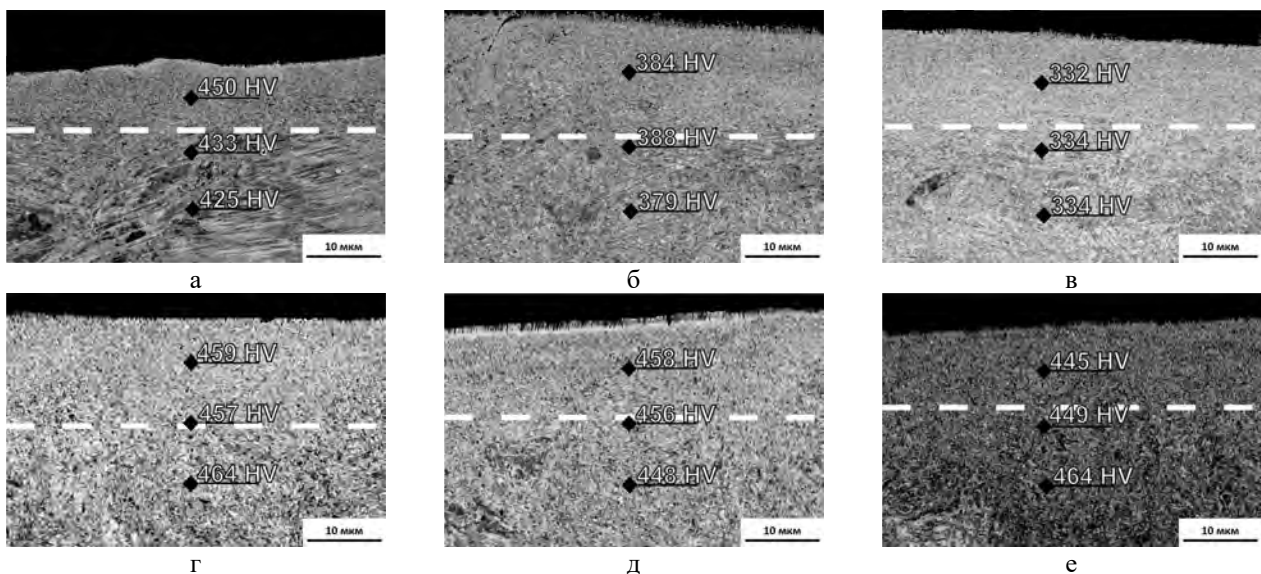 450 HV
433 HV
425 HV
10 мкм
384 HV
388 HV
379 HV
10 мкм
332 HV
334 HV
334 HV
10 мкм
а
б
в
459 HV
457 HV
464 HV
10 мкм
458 HV
456 HV
448 HV
10 мкм
445 HV
449 HV
464 HV
10 мкм
г
д
е